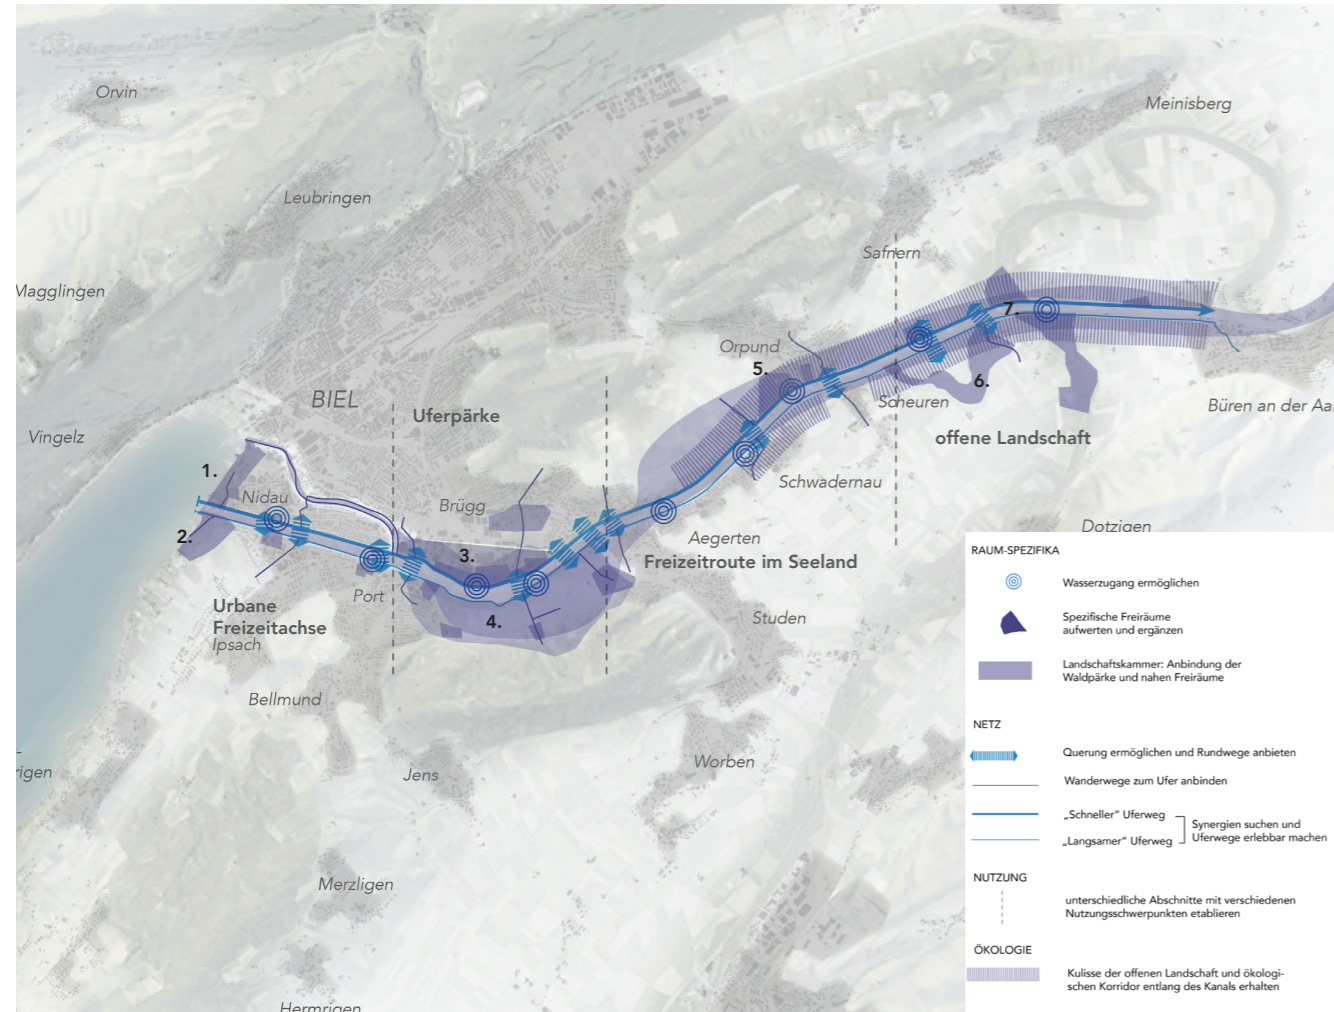 Orvin
Meinisberg
Leubringen
Safnern
Magglingen
Orpund
5.
7.
6.
BIEL
Uferpärke
Scheuren
Büren an der Aar
Vingelz
offene Landschaft
1.
Nidau
Brügg
Schwadernau
2.
3.
Aegerten
Dotzigen
Freizeitroute im Seeland
Port
4.
Urbane
Freizeitachse
Ipsach
Studen
Bellmund
rigen
Jens
Worben
Merzligen
Hermrigen
RAUM-SPEZIFIKA
Wasserzugang ermöglichen
Spezifische Freiräume
aufwerten und ergänzen
Landschaftskammer: Anbindung der
Waldpärke und nahen Freiräume
NETZ
Querung ermöglichen und Rundwege anbieten
Wanderwege zum Ufer anbinden
„Schneller" Uferweg
„Langsamer" Uferweg
Synergien suchen und
Uferwege erlebbar machen
NUTZUNG
unterschiedliche Abschnitte mit verschiedenen
Nutzungsschwerpunkten etablieren
ÖKOLOGIE
Kulisse der offenen Landschaft und ökologi-
schen Korridor entlang des Kanals erhalten